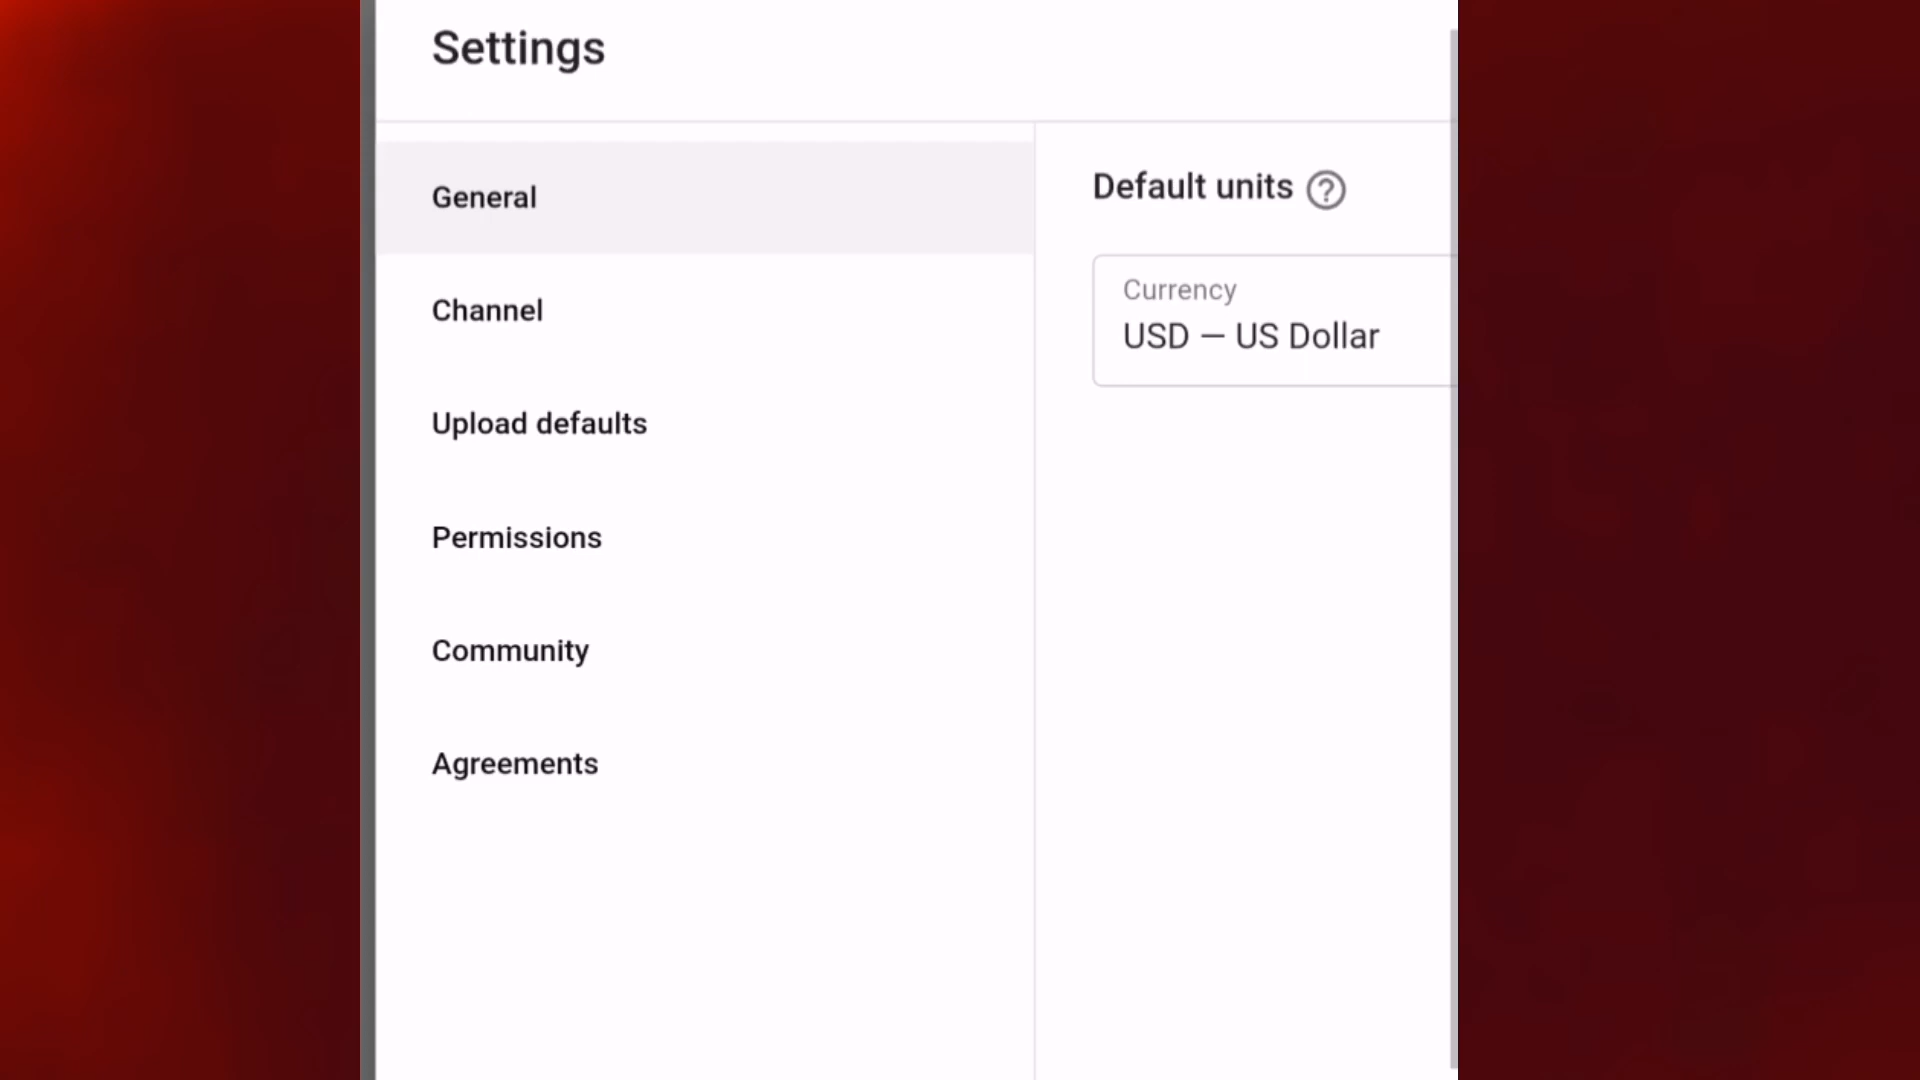 Settings
General
Channel
Upload defaults
Permissions
Community
Agreements
Default units
Currency
USD — US Dollar